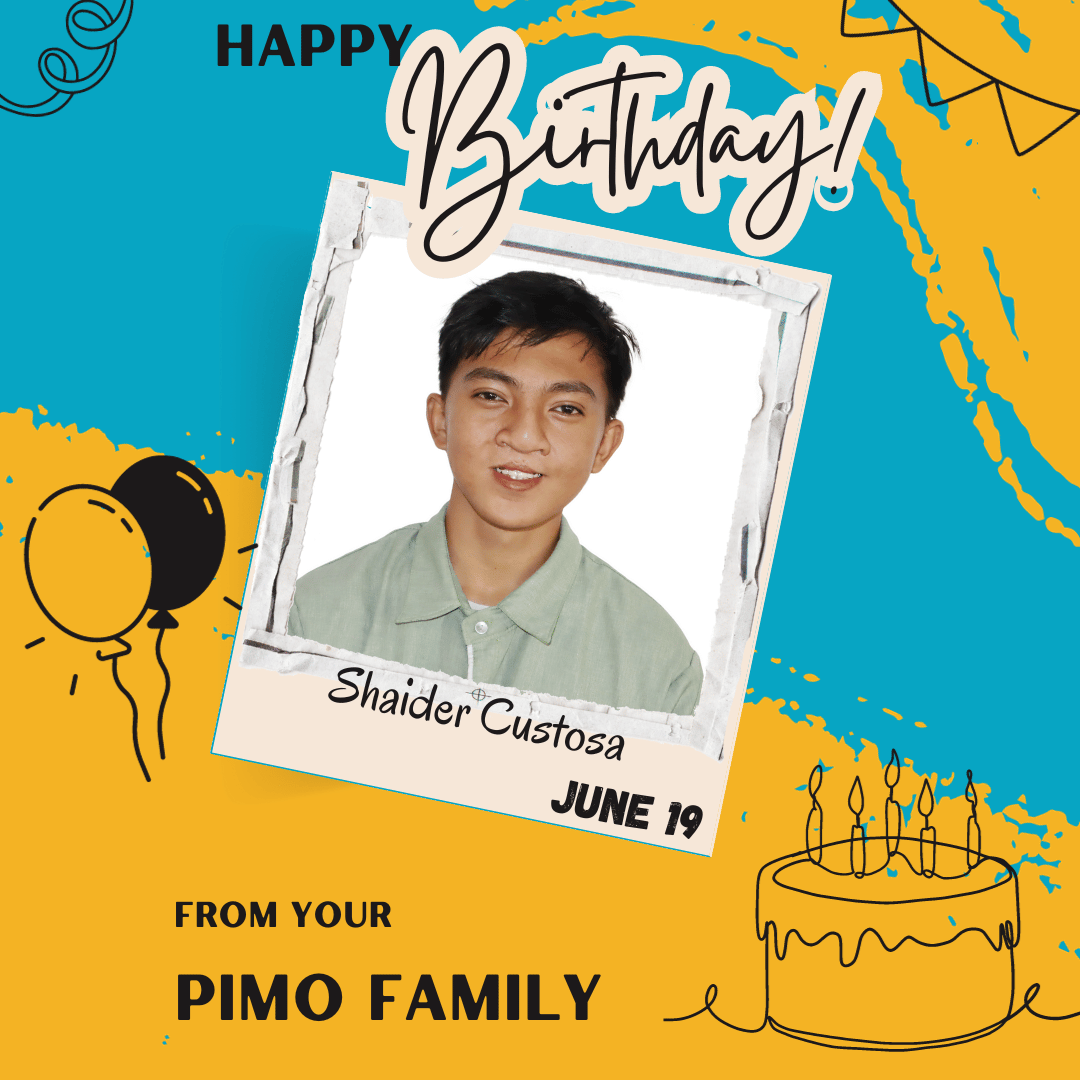 HAPPY
Birthday!
Shaider Custosa
JUNE 19
FROM YOUR
PIMO FAMILY